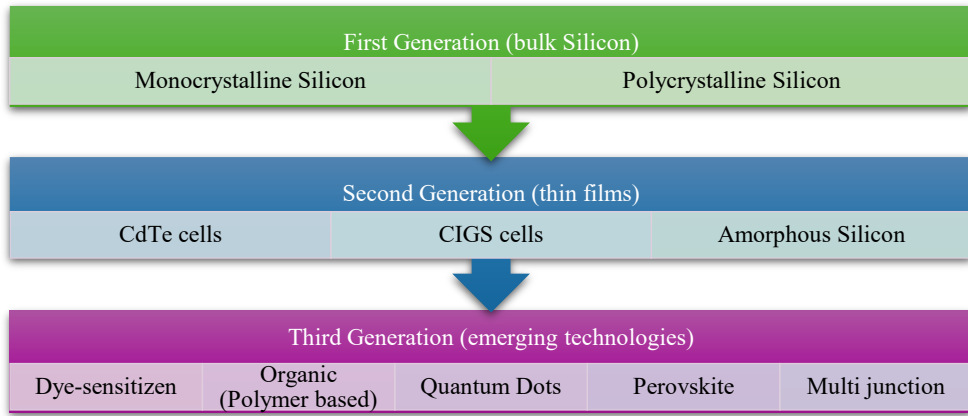 First Generation (bulk Silicon)
Monocrystalline Silicon
Polycrystalline Silicon
Second Generation (thin films)
CdTe cells
CIGS cells
Amorphous Silicon
Third Generation (emerging technologies)
Dye-sensitizen
Organic
(Polymer based)
Quantum Dots
Perovskite
Multi junction